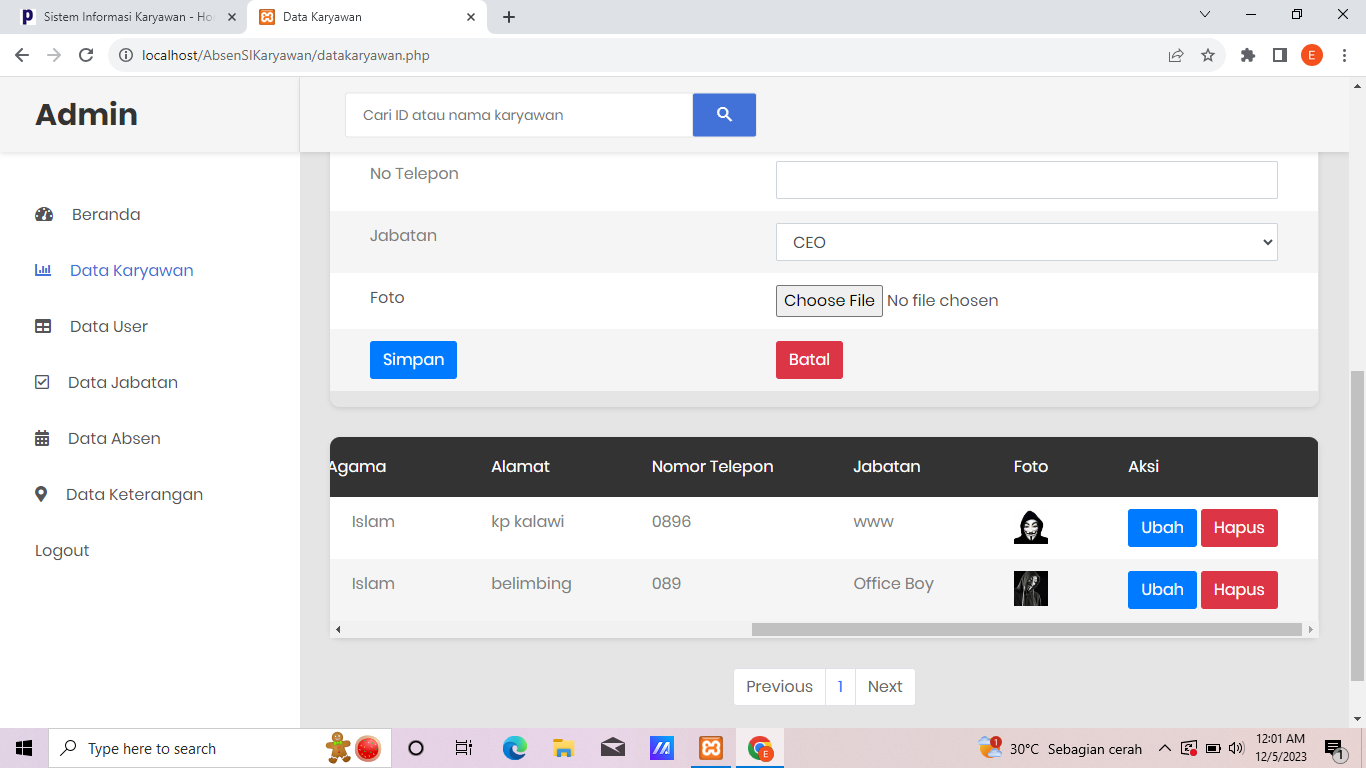 Sistem Informasi Karyawan - Hos
Data Karyawan
localhost/AbsenSIKaryawan/datakaryawan.php
E
Admin
Cari ID atau nama karyawan
Beranda
Data Karyawan
Data User
Data Jabatan
Data Absen
Data Keterangan
Logout
No Telepon
Jabatan
CEO
Foto
Choose File No file chosen
Simpan
Batal
Agama Alamat Nomor Telepon Jabatan Foto Aksi
Islam kp kalawi 0896 www Ubah Hapus
Islam belimbing 089 Office Boy Ubah Hapus
Previous 1 Next
Type here to search
1
30°C Sebagian cerah
12:01 AM
12/5/2023
1